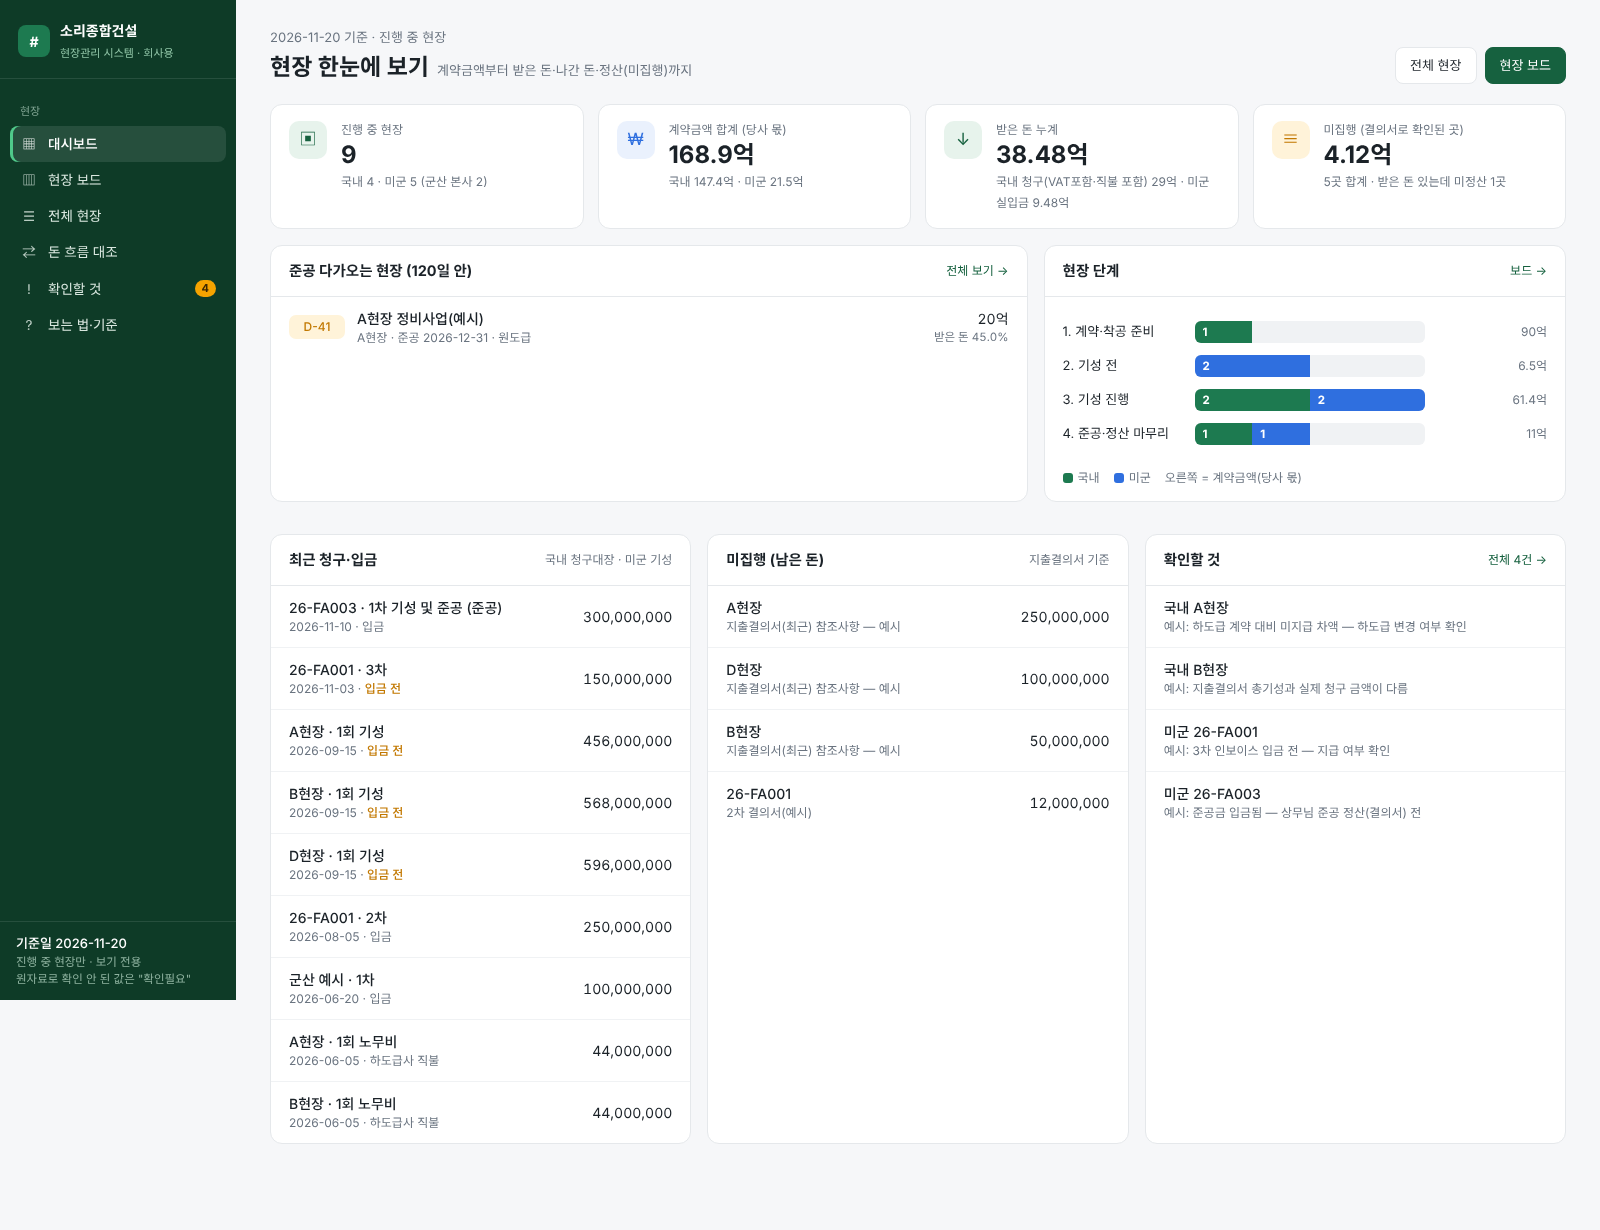 #
소리종합건설
현장관리 시스템 · 회사용
현장
대시보드
현장 보드
전체 현장
돈 흐름 대조
! 확인할 것 4
? 보는 법·기준
기준일 2026-11-20
진행 중 현장만 · 보기 전용
원자료로 확인 안 된 값은 "확인필요"
2026-11-20 기준 · 진행 중 현장
현장 한눈에 보기 계약금액부터 받은 돈·나간 돈·정산(미집행)까지
전체 현장
현장 보드
진행 중 현장
9
국내 4 · 미군 5 (군산 본사 2)
₩
계약금액 합계 (당사 몫)
168.9억
국내 147.4억 · 미군 21.5억
↓
받은 돈 누계
38.48억
국내 청구(VAT포함·직불 포함) 29억 · 미군
실입금 9.48억
미집행 (결의서로 확인된 곳)
4.12억
5곳 합계 · 받은 돈 있는데 미정산 1곳
준공 다가오는 현장 (120일 안)
전체 보기 →
D-41
A현장 정비사업(예시)
A현장 · 준공 2026-12-31 · 원도급
20억
받은 돈 45.0%
현장 단계
보드 →
1. 계약·착공 준비 1 90억
2. 기성 전 2 6.5억
3. 기성 진행 2 2 61.4억
4. 준공·정산 마무리 1 1 11억
국내 미군 오른쪽 = 계약금액(당사 몫)
최근 청구·입금
국내 청구대장 · 미군 기성
26-FA003 · 1차 기성 및 준공 (준공)
2026-11-10 · 입금
300,000,000
26-FA001 · 3차
2026-11-03 · 입금 전
150,000,000
A현장 · 1회 기성
2026-09-15 · 입금 전
456,000,000
B현장 · 1회 기성
2026-09-15 · 입금 전
568,000,000
D현장 · 1회 기성
2026-09-15 · 입금 전
596,000,000
26-FA001 · 2차
2026-08-05 · 입금
250,000,000
군산 예시 · 1차
2026-06-20 · 입금
100,000,000
A현장 · 1회 노무비
2026-06-05 · 하도급사 직불
44,000,000
B현장 · 1회 노무비
2026-06-05 · 하도급사 직불
44,000,000
미집행 (남은 돈)
지출결의서 기준
A현장
지출결의서(최근) 참조사항 — 예시
250,000,000
D현장
지출결의서(최근) 참조사항 — 예시
100,000,000
B현장
지출결의서(최근) 참조사항 — 예시
50,000,000
26-FA001
2차 결의서(예시)
12,000,000
확인할 것
전체 4건 →
국내 A현장
예시: 하도급 계약 대비 미지급 차액 — 하도급 변경 여부 확인
국내 B현장
예시: 지출결의서 총기성과 실제 청구 금액이 다름
미군 26-FA001
예시: 3차 인보이스 입금 전 — 지급 여부 확인
미군 26-FA003
예시: 준공금 입금됨 — 상무님 준공 정산(결의서) 전